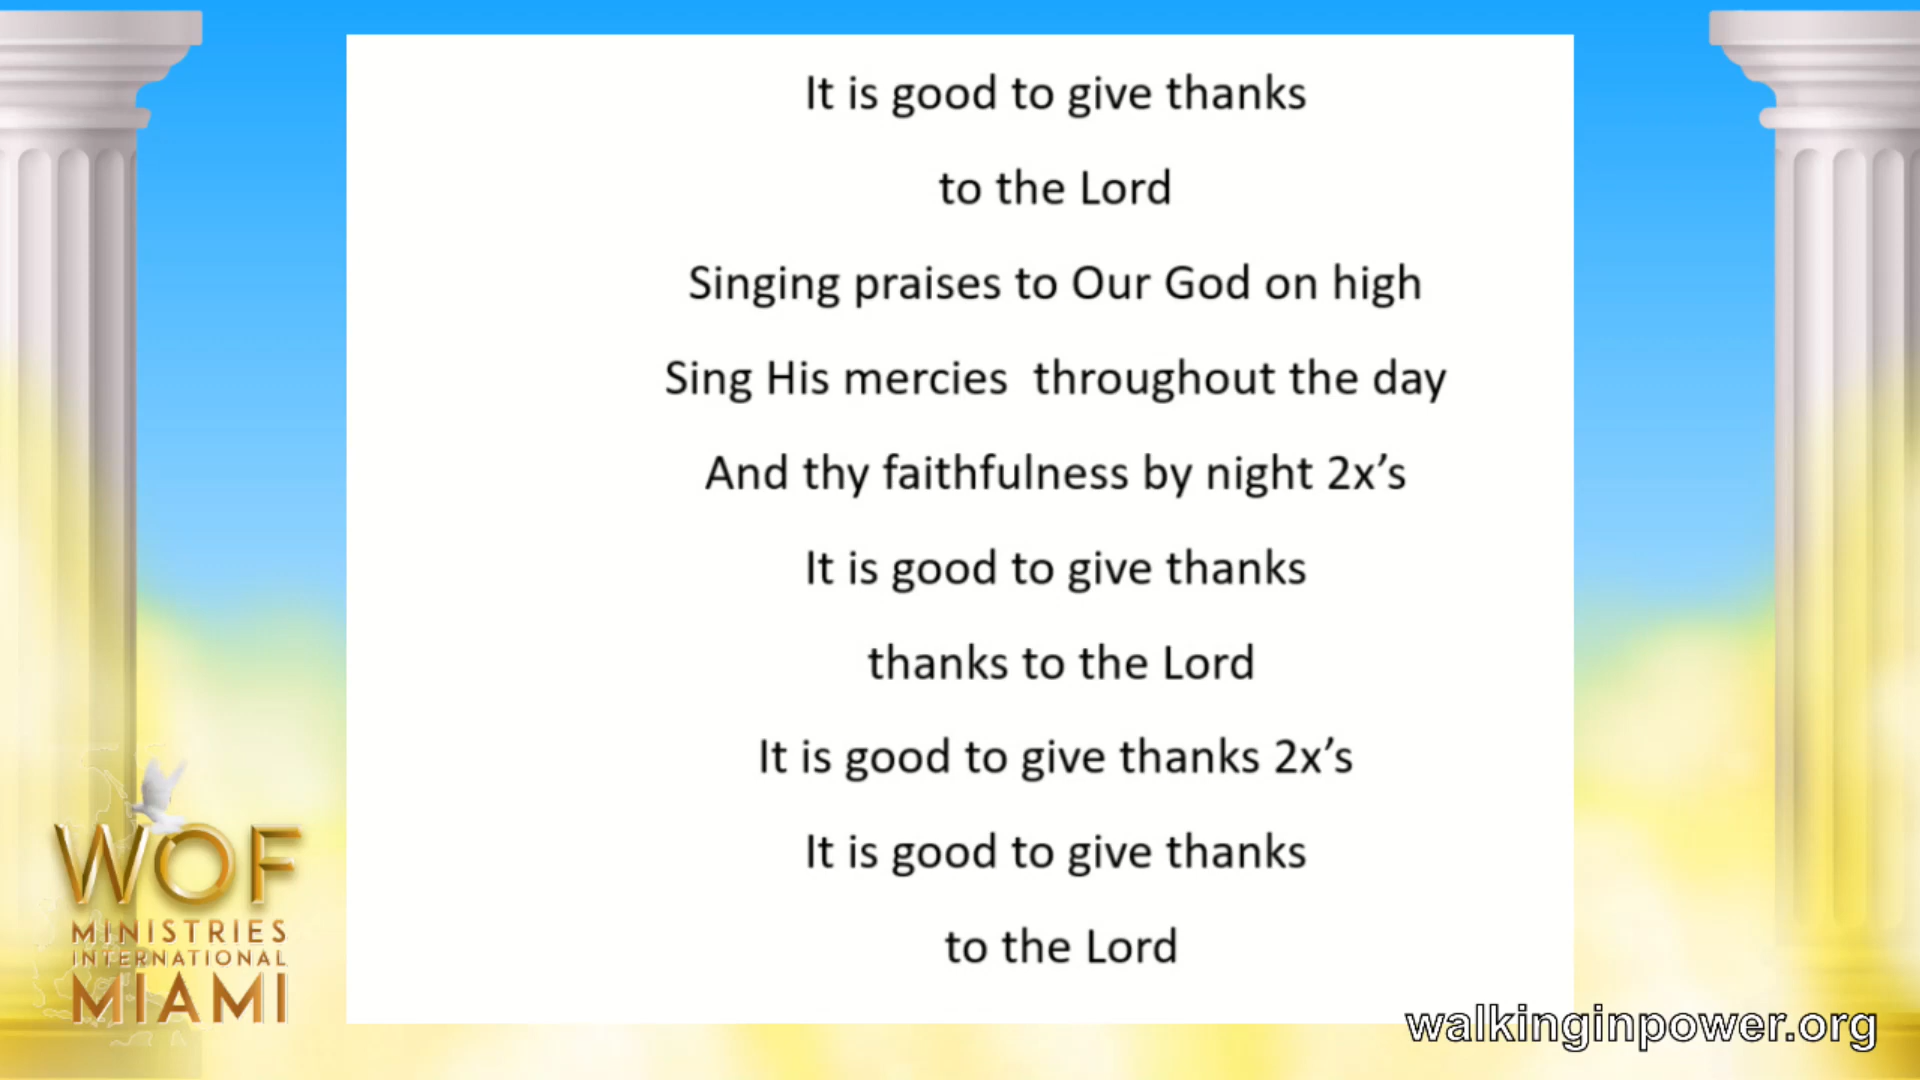 It is good to give thanks
to the Lord
Singing praises to Our God on high
Sing His mercies  throughout the day
And thy faithfulness by night 2x’s
It is good to give thanks
thanks to the Lord
It is good to give thanks 2x’s
It is good to give thanks
to the Lord
WOF
MINISTRIES
INTERNATIONAL
MIAMI
walkinginpower.org